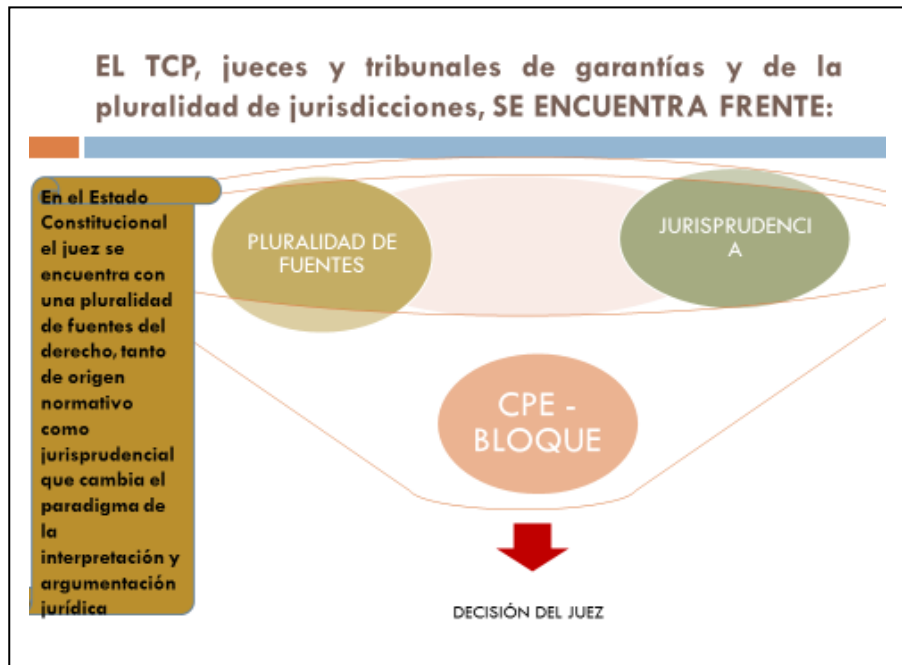 EL TCP, jueces y tribunales de garantías y de la
pluralidad de jurisdicciones, SE ENCUENTRA FRENTE:
En el Estado
Constitucional
el juez se
encuentra con
una pluralidad
de fuentes del
derecho, tanto
de origen
normativo
como
jurisprudencial
que cambia el
paradigma de
la
interpretación y
argumentación
jurídica
PLURALIDAD DE
FUENTES
JURISPRUDENCI
A
CPE -
BLOQUE
DECISIÓN DEL JUEZ